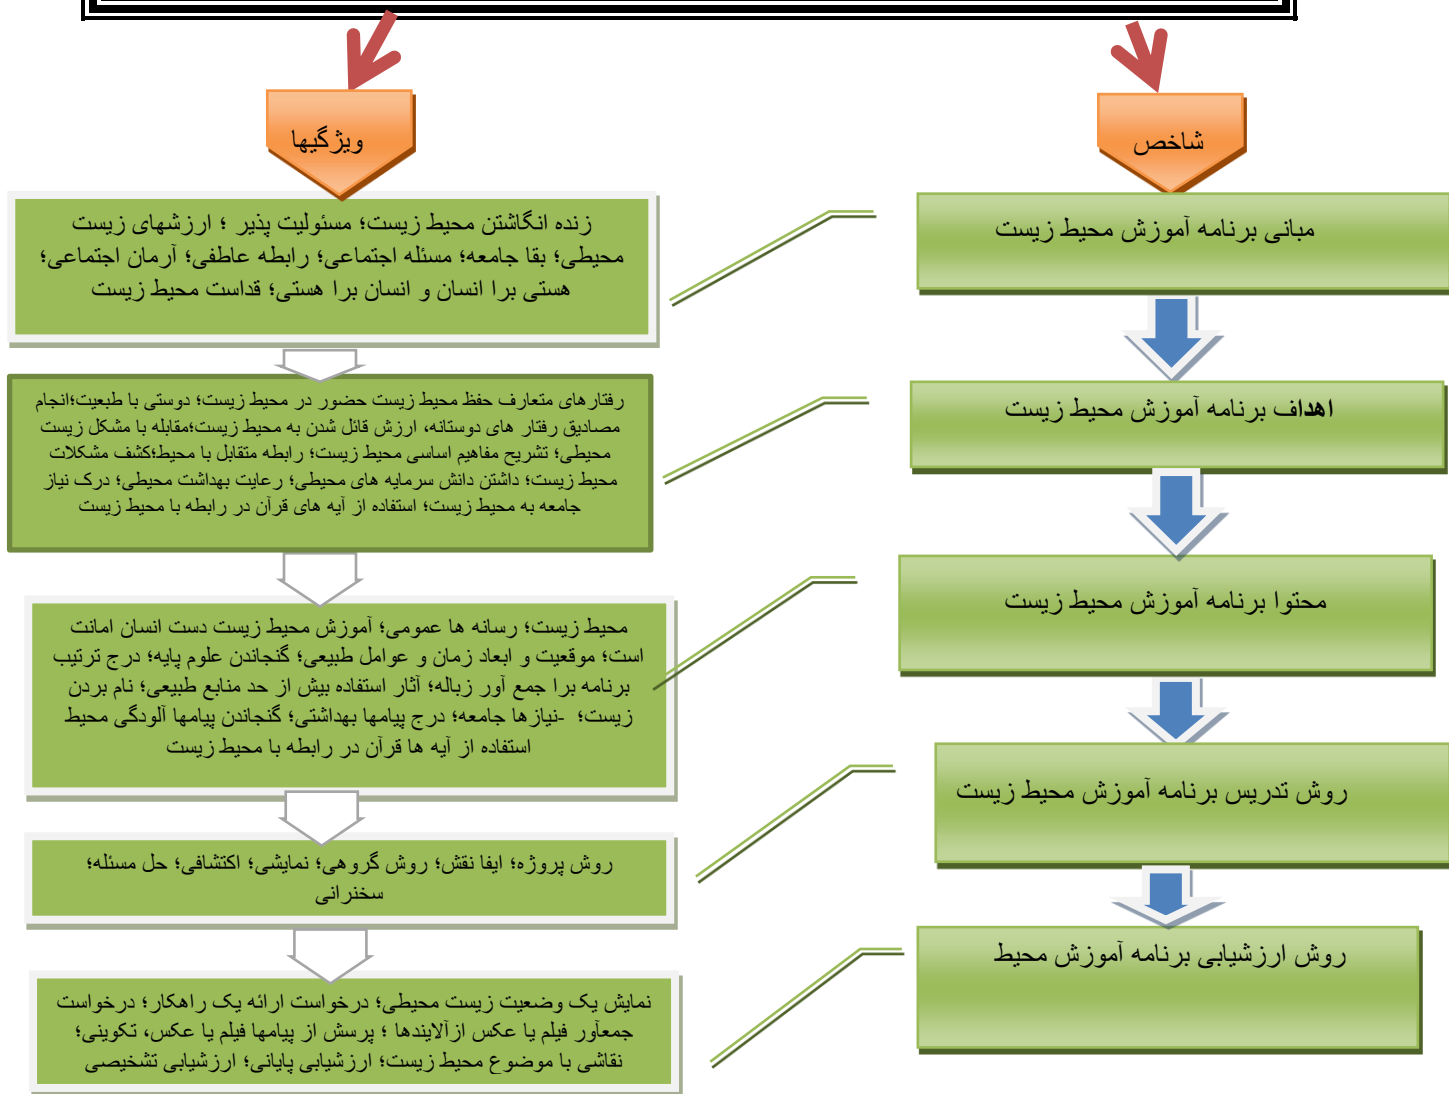 شاخص
ویژگیها
مبانی برنامه آموزش محیط زیست
زنده انگاشتن محیط زیست؛ مسئولیت پذیر ؛ ارزشهای زیست
محیطی؛ بقا جامعه؛ مسئله اجتماعی؛ رابطه عاطفی؛ آرمان اجتماعی؛
هستی برا انسان و انسان برا هستی؛ قداست محیط زیست
اهداف برنامه آموزش محیط زیست
رفتارهای متعارف حفظ محیط زیست حضور در محیط زیست؛ دوستی با طبعیت؛انجام
مصادیق رفتار های دوستانه، ارزش قائل شدن به محیط زیست؛مقابله با مشکل زیست
محیطی؛ تشریح مفاهیم اساسی محیط زیست؛ رابطه متقابل با محیط؛کشف مشکلات
محیط زیست؛ داشتن دانش سرمایه های محیطی؛ رعایت بهداشت محیطی؛ درک نیاز
جامعه به محیط زیست؛ استفاده از آیه های قرآن در رابطه با محیط زیست
محتوا برنامه آموزش محیط زیست
محیط زیست؛ رسانه ها عمومی؛ آموزش محیط زیست دست انسان امانت
است؛ موقعیت و ابعاد زمان و عوامل طبیعی؛ گنجاندن علوم پایه؛ درج ترتیب
برنامه برا جمع آور زباله؛ آثار استفاده بیش از حد منابع طبیعی؛ نام بردن
زیست؛ -نیازها جامعه؛ درج پیامها بهداشتی؛ گنجاندن پیامها آلودگی محیط
استفاده از آیه ها قرآن در رابطه با محیط زیست
روش تدریس برنامه آموزش محیط زیست
روش پروژه؛ ایفا نقش؛ روش گروهی؛ نمایشی؛ اکتشافی؛ حل مسئله؛
سخنرانی
روش ارزشیابی برنامه آموزش محیط
نمایش یک وضعیت زیست محیطی؛ درخواست ارائه یک راهکار؛ درخواست
جمعآور فیلم یا عکس ازآلایندها ؛ پرسش از پیامها فیلم یا عکس، تکوینی؛
نقاشی با موضوع محیط زیست؛ ارزشیابی پایانی؛ ارزشیابی تشخیصی